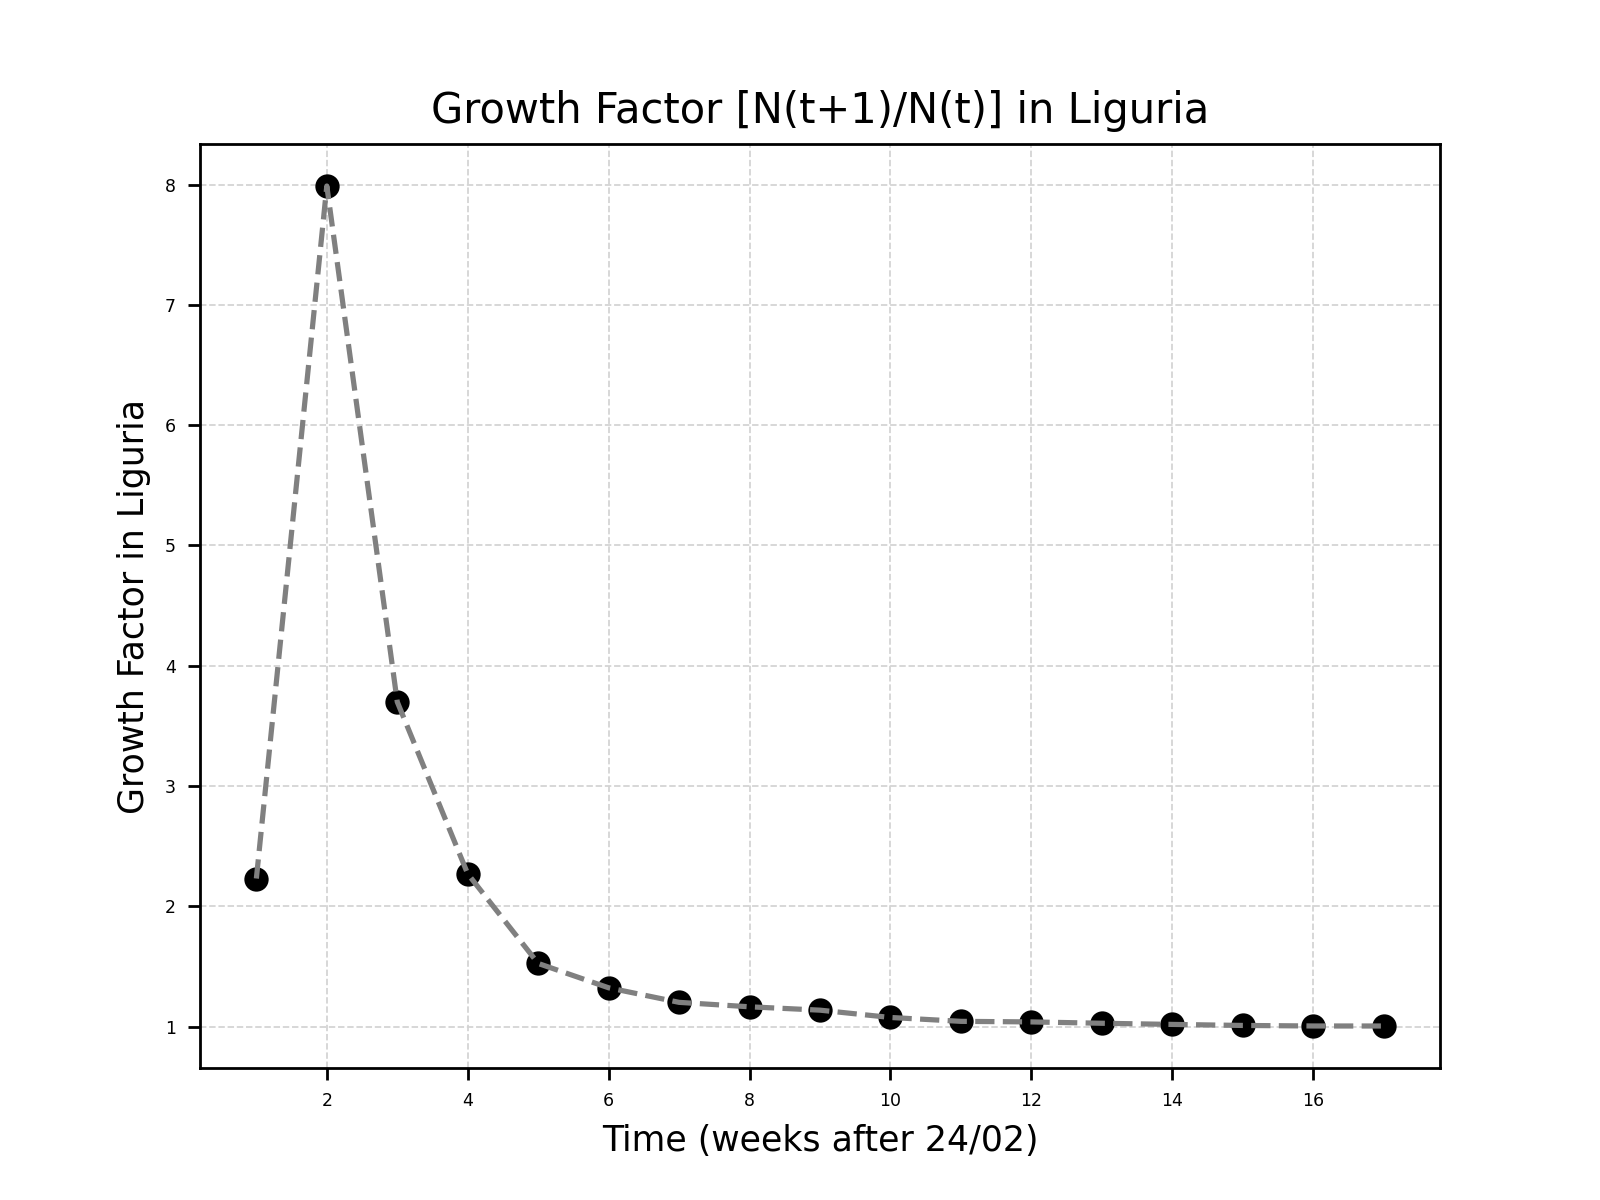 Growth Factor [N(t+1)/N(t)] in Liguria
Growth Factor in Liguria
8
7
6
5
4
3
2
1
2 4 6 8 10 12 14 16
Time (weeks after 24/02)